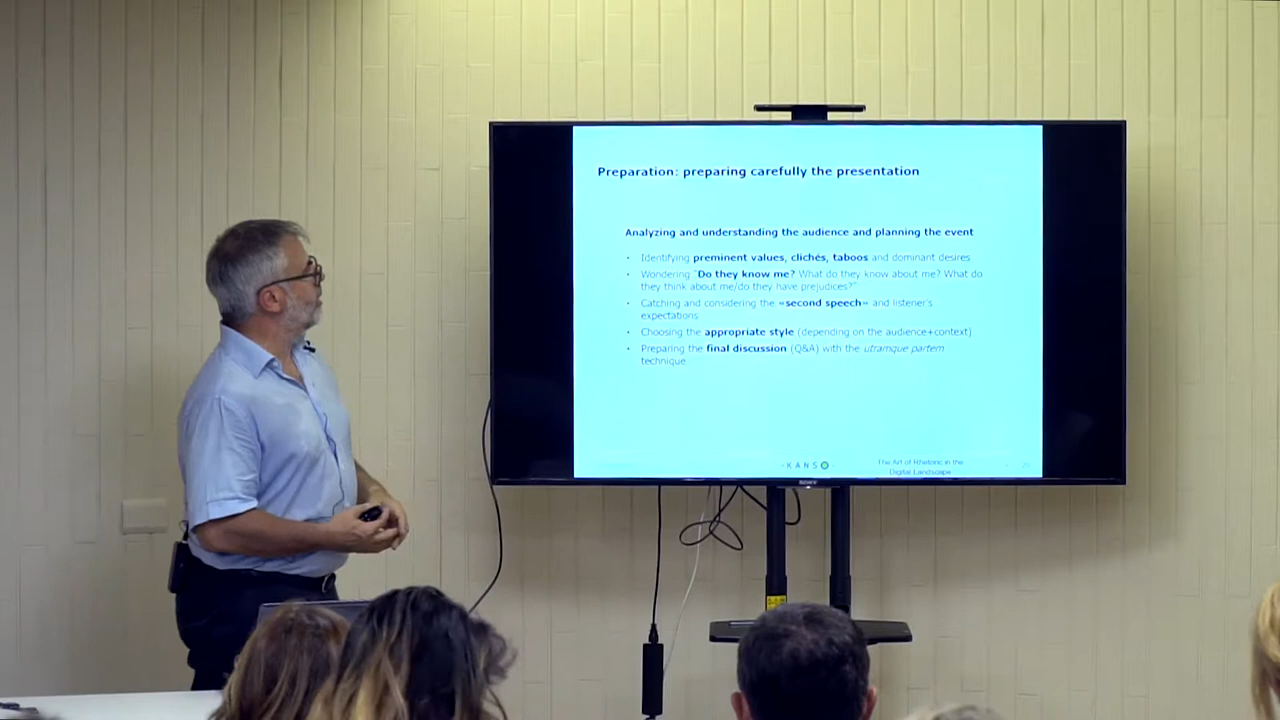 Preparation: preparing carefully the presentation
Analyzing and understanding the audience and planning the event
• Identifying preminent values, clichés, taboos and dominant desires
• Wondering “Do they know me? What do they know about me? What do
they think about me/do they have prejudices?”
• Catching and considering the «second speech» and listener's
expectations
• Choosing the appropriate style (depending on the audience+context)
• Preparing the final discussion (Q&A) with the utramque partem
technique
KANSO
The Art of Rhetoric in the
Digital Landscape
SONY